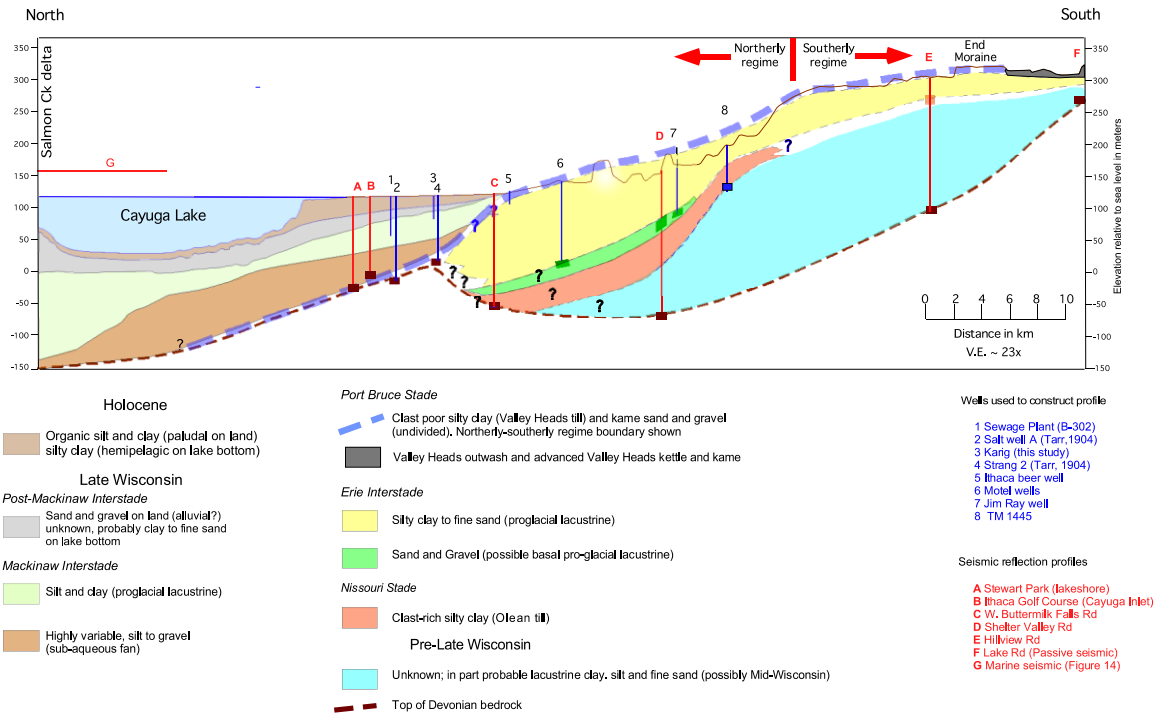 North
South
Salmon Ck delta
Northerly regime
Southerly regime
End Moraine
350
300
250
200
150
100
50
0
-50
-100
-150
350
300
250
200
150
100
50
0
-50
-100
-150
Elevation relative to sea level in meters
G
A
B
1
2
3
4
C
5
6
D
7
8
E
F
Cayuga Lake
?
?
?
?
?
?
?
?
?
?
?
0 2 4 6 8 10
Distance in km
V.E. ~ 23x
Holocene
Organic silt and clay (paludal on land)
silty clay (hemipelagic on lake bottom)
Late Wisconsin
Post-Mackinaw Interstade
Sand and gravel on land (alluvial?)
unknown, probably clay to fine sand
on lake bottom
Mackinaw Interstade
Silt and clay (proglacial lacustrine)
Highly variable, silt to gravel
(sub-aqueous fan)
Port Bruce Stade
Clast poor silty clay (Valley Heads till) and kame sand and gravel
(undivided). Northerly-southerly regime boundary shown
Valley Heads outwash and advanced Valley Heads kettle and kame
Erie Interstade
Silty clay to fine sand (proglacial lacustrine)
Sand and Gravel (possible basal pro-glacial lacustrine)
Nissouri Stade
Clast-rich silty clay (Olean till)
Pre-Late Wisconsin
Unknown; in part probable lacustrine clay. silt and fine sand (possibly Mid-Wisconsin)
Top of Devonian bedrock
Wells used to construct profile
1 Sewage Plant (B-302)
2 Salt well A (Tarr,1904)
3 Karig (this study)
4 Strang 2 (Tarr, 1904)
5 Ithaca beer well
6 Motel wells
7 Jim Ray well
8 TM 1445
Seismic reflection profiles
A Stewart Park (lakeshore)
B Ithaca Golf Course (Cayuga Inlet)
C W. Buttermilk Falls Rd
D Shelter Valley Rd
E Hillview Rd
F Lake Rd (Passive seismic)
G Marine seismic (Figure 14)